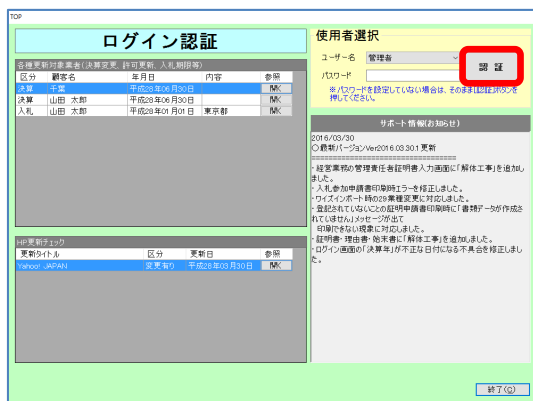 TOP
ログイン認証
各種更新対象業者(決算変更、許可更新、入札期限等)
区分 顧客名 年月日 内容 参照
決算 千葉 平成28年06月30日
決算 山田 太郎 平成28年06月30日
入札 山田 太郎 平成28年01月01日 東京都
HP更新チェック
更新タイトル 区分 更新日 参照
Yahoo! JAPAN 変更有り 平成28年03月30日
使用者選択
ユーザー名 管理者
認 証
パスワード
※パスワードを設定していない場合は、そのまま[認証]ボタンを
押してください。
サポート情報(お知らせ)
2016/03/30
○最新バージョンVer2016.03.30.1更新
=====================================
・経営業務の管理責任者証明書入力画面に「解体工事」を追加し
ました。
・入札参加申請書印刷時エラーを修正しました。
・ワイズインポート時の29業種変更に対応しました。
・登記されていないことの証明申請書印刷時に「書類データが作成さ
れていません」メッセージが出て
印刷できない現象に対応しました。
・証明書・理由書・始末書に「解体工事」を追加しました。
・ログイン画面の「決算年」が不正な日付になる不具合を修正しまし
た。
終了(C)